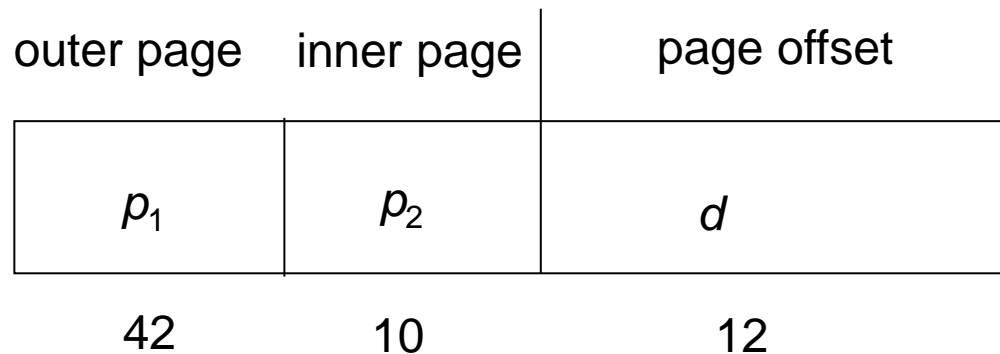 outer page inner page page offset
p₁ p₂ d
42 10 12